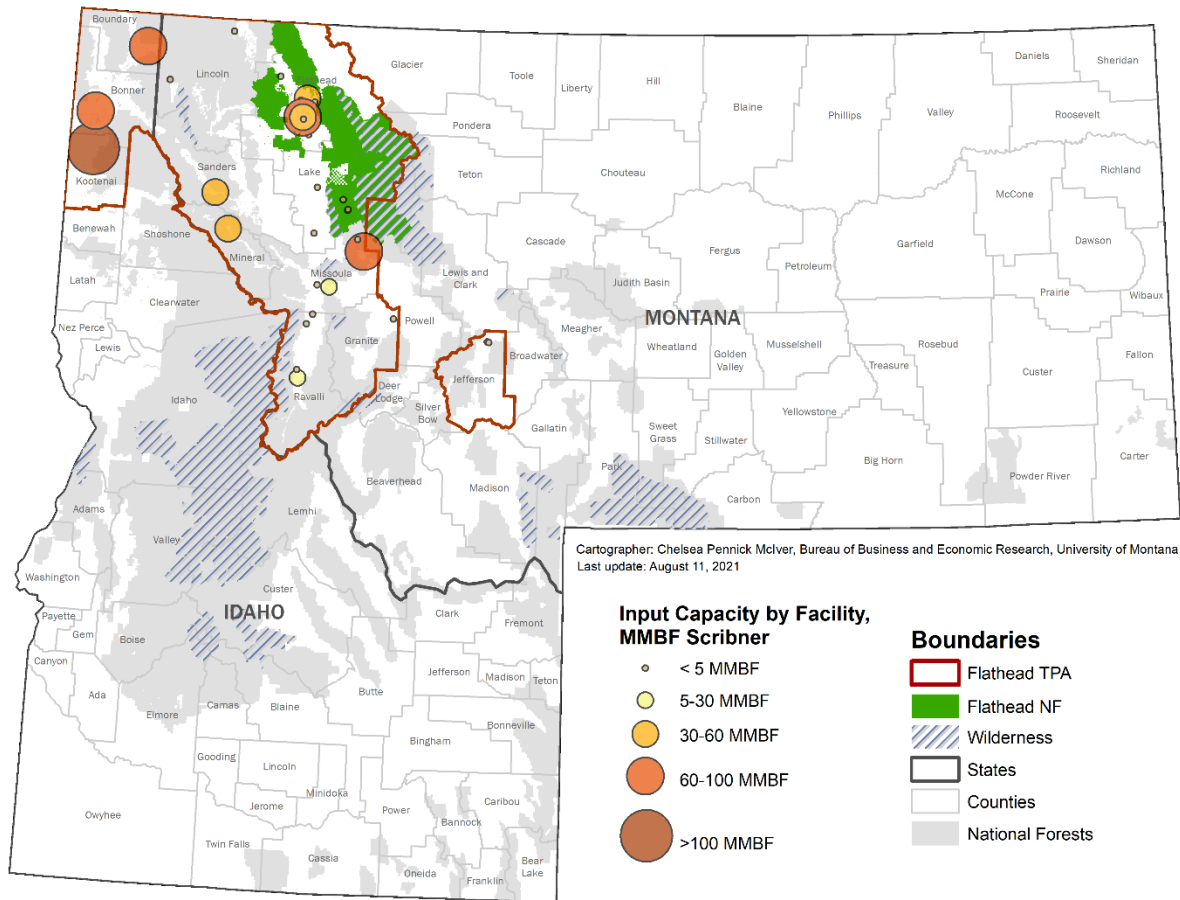 Boundary
Daniels
Sheridan
Glacier
Toole
Hill
Lincoln
Liberty
Blaine
Phillips
Valley
Bonner
Roosevelt
Pondera
Richland
Sanders
Lake
Teton
Chouteau
McCone
Kootenai
Benewah
Shoshone
Mineral
Cascade
Fergus
Garfield
Dawson
Missoula
Lewis and
Clark
Judith Basin
Petroleum
Latah
Clearwater
Prairie
Wibaux
Nez Perce
Powell
Meagher
MONTANA
Lewis
Granite
Broadwater
Wheatland
Golden
Valley
Musselshell
Treasure
Rosebud
Fallon
Idaho
Ravalli
Deer
Lodge
Jefferson
Custer
Silver
Bow
Gallatin
Yellowstone
Sweet
Grass
Stillwater
Big Horn
Carter
Park
Powder River
Beaverhead
Madison
Carbon
Adams
Lemhi
Valley
Cartographer: Chelsea Pennick McIver, Bureau of Business and Economic Research, University of Montana
Last update: August 11, 2021
Washington
Custer
Payette
Gem
IDAHO
Clark
Fremont
Boise
Canyon
Jefferson
Madison
Teton
Ada
Butte
Elmore
Camas
Blaine
Bonneville
Bingham
Gooding
Lincoln
Minidoka
Jerome
Power
Caribou
Owyhee
Bannock
Twin Falls
Cassia
Oneida
Franklin
Bear
Lake
Input Capacity by Facility,
MMBF Scribner
< 5 MMBF
5-30 MMBF
30-60 MMBF
60-100 MMBF
>100 MMBF
Boundaries
Flathead TPA
Flathead NF
Wilderness
States
Counties
National Forests